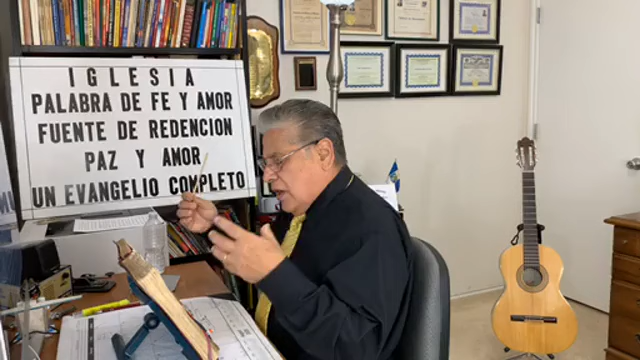 IGLESIA
PALABRA DE FE Y AMOR
FUENTE DE REDENCION
PAZ Y AMOR
UN EVANGELIO COMPLETO